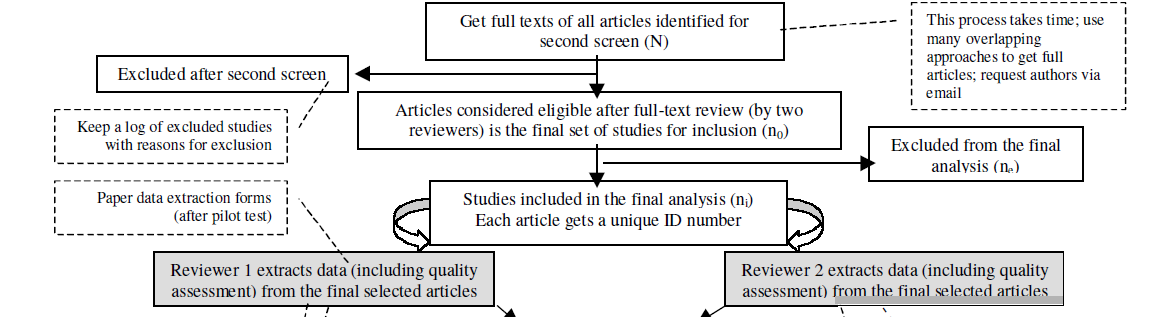 Get full texts of all articles identified for
second screen (N)
This process takes time; use
many overlapping
approaches to get full
articles; request authors via
email
Excluded after second screen
Articles considered eligible after full-text review (by two
reviewers) is the final set of studies for inclusion (n₀)
Keep a log of excluded studies
with reasons for exclusion
Excluded from the final
analysis (nₑ)
Studies included in the final analysis (nᵢ)
Each article gets a unique ID number
Paper data extraction forms
(after pilot test)
Reviewer 1 extracts data (including quality
assessment) from the final selected articles
Reviewer 2 extracts data (including quality
assessment) from the final selected articles